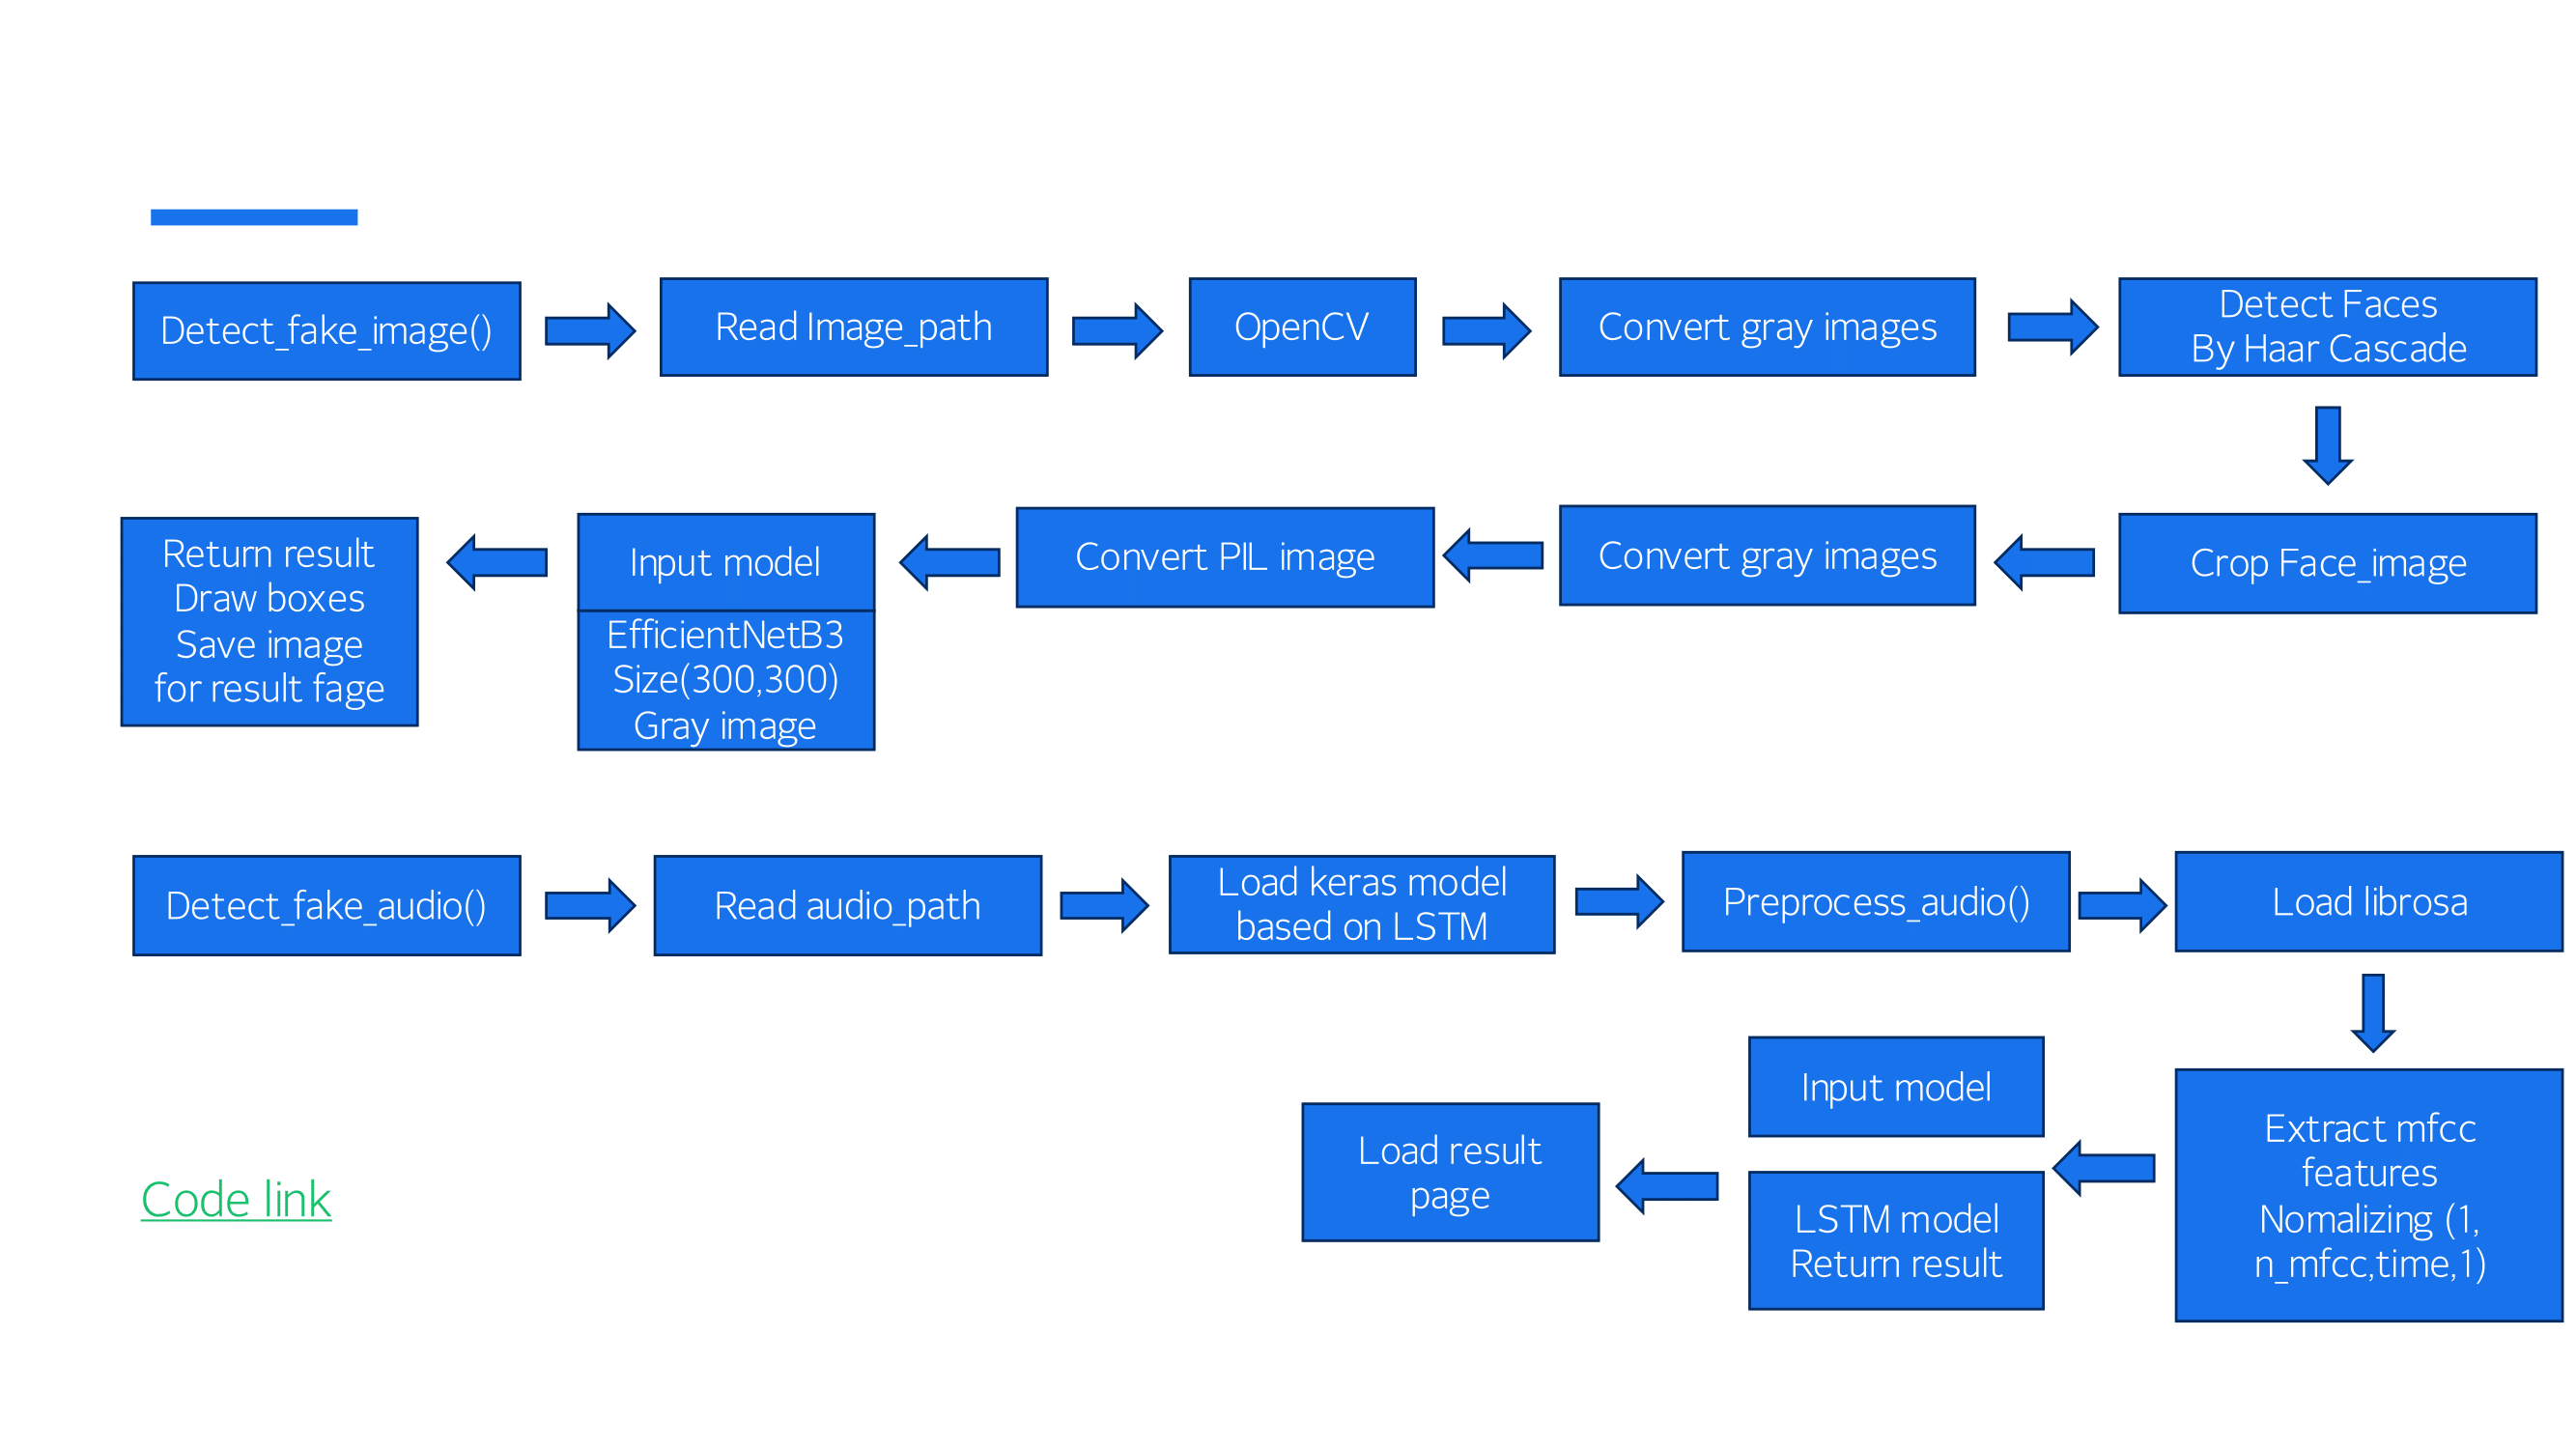 Detect_fake_image()
Read Image_path
OpenCV
Convert gray images
Detect Faces
By Haar Cascade
Crop Face_image
Convert gray images
Convert PIL image
Input model
EfficientNetB3
Size(300,300)
Gray image
Return result
Draw boxes
Save image
for result fage
Detect_fake_audio()
Read audio_path
Load keras model
based on LSTM
Preprocess_audio()
Load librosa
Extract mfcc
features
Nomalizing (1,
n_mfcc,time,1)
Input model
LSTM model
Return result
Load result
page
Code link